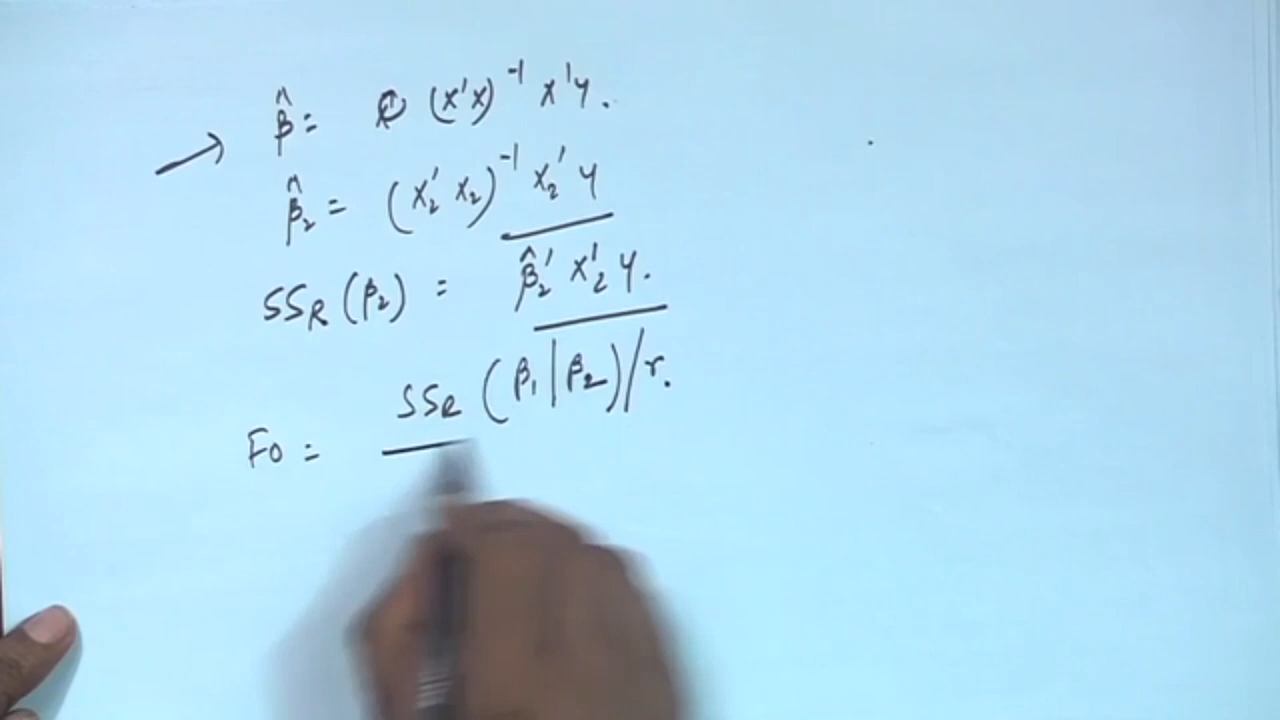 β̂ = (X'X)⁻¹ X'Y.
β̂₂ = (X₂' X₂)⁻¹ X₂' Y
SS_R (β₂) = β̂₂' X₂' Y.
F₀ = SS_R (β₁ | β₂) / r.